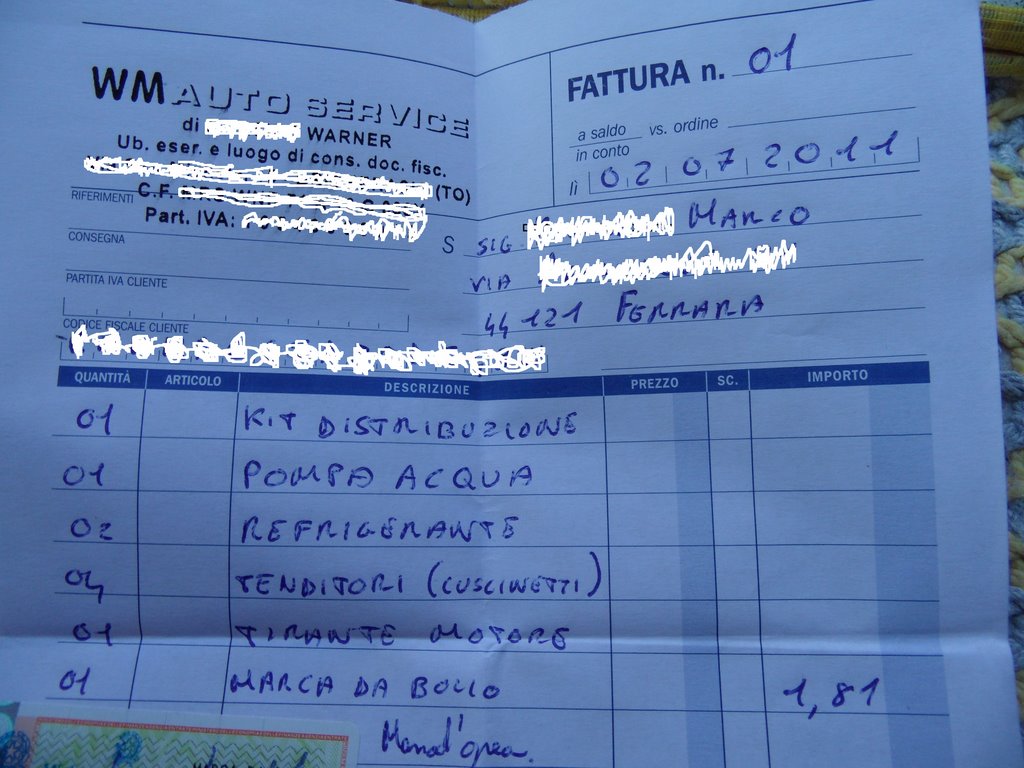 WM AUTO SERVICE
di WARNER
Ub. eser. e luogo di cons. doc. fisc.
(TO)
C.F.
Part. IVA:
RIFERIMENTI
CONSEGNA
PARTITA IVA CLIENTE
CODICE FISCALE CLIENTE
FATTURA n. 01
a saldo vs. ordine
in conto
lì 02 07 2011
S SIG MARCO
VIA
44121 FERRARA
QUANTITÀ ARTICOLO DESCRIZIONE PREZZO SC. IMPORTO
01 KIT DISTRIBUZIONE
01 POMPA ACQUA
02 REFRIGERANTE
04 TENDITORI (CUSCINETTI)
01 TIRANTE MOTORE
01 MARCA DA BOLLO 1,81
Manod'opera.